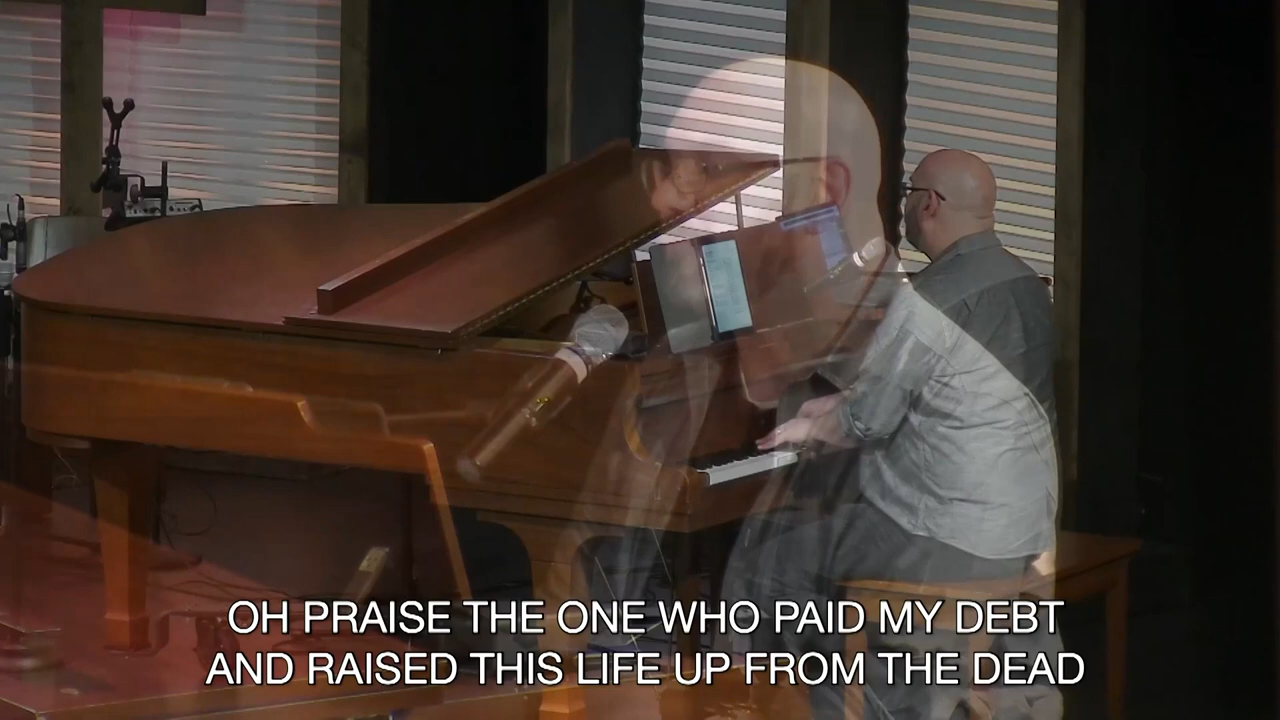 OH PRAISE THE ONE WHO PAID MY DEBT
AND RAISED THIS LIFE UP FROM THE DEAD